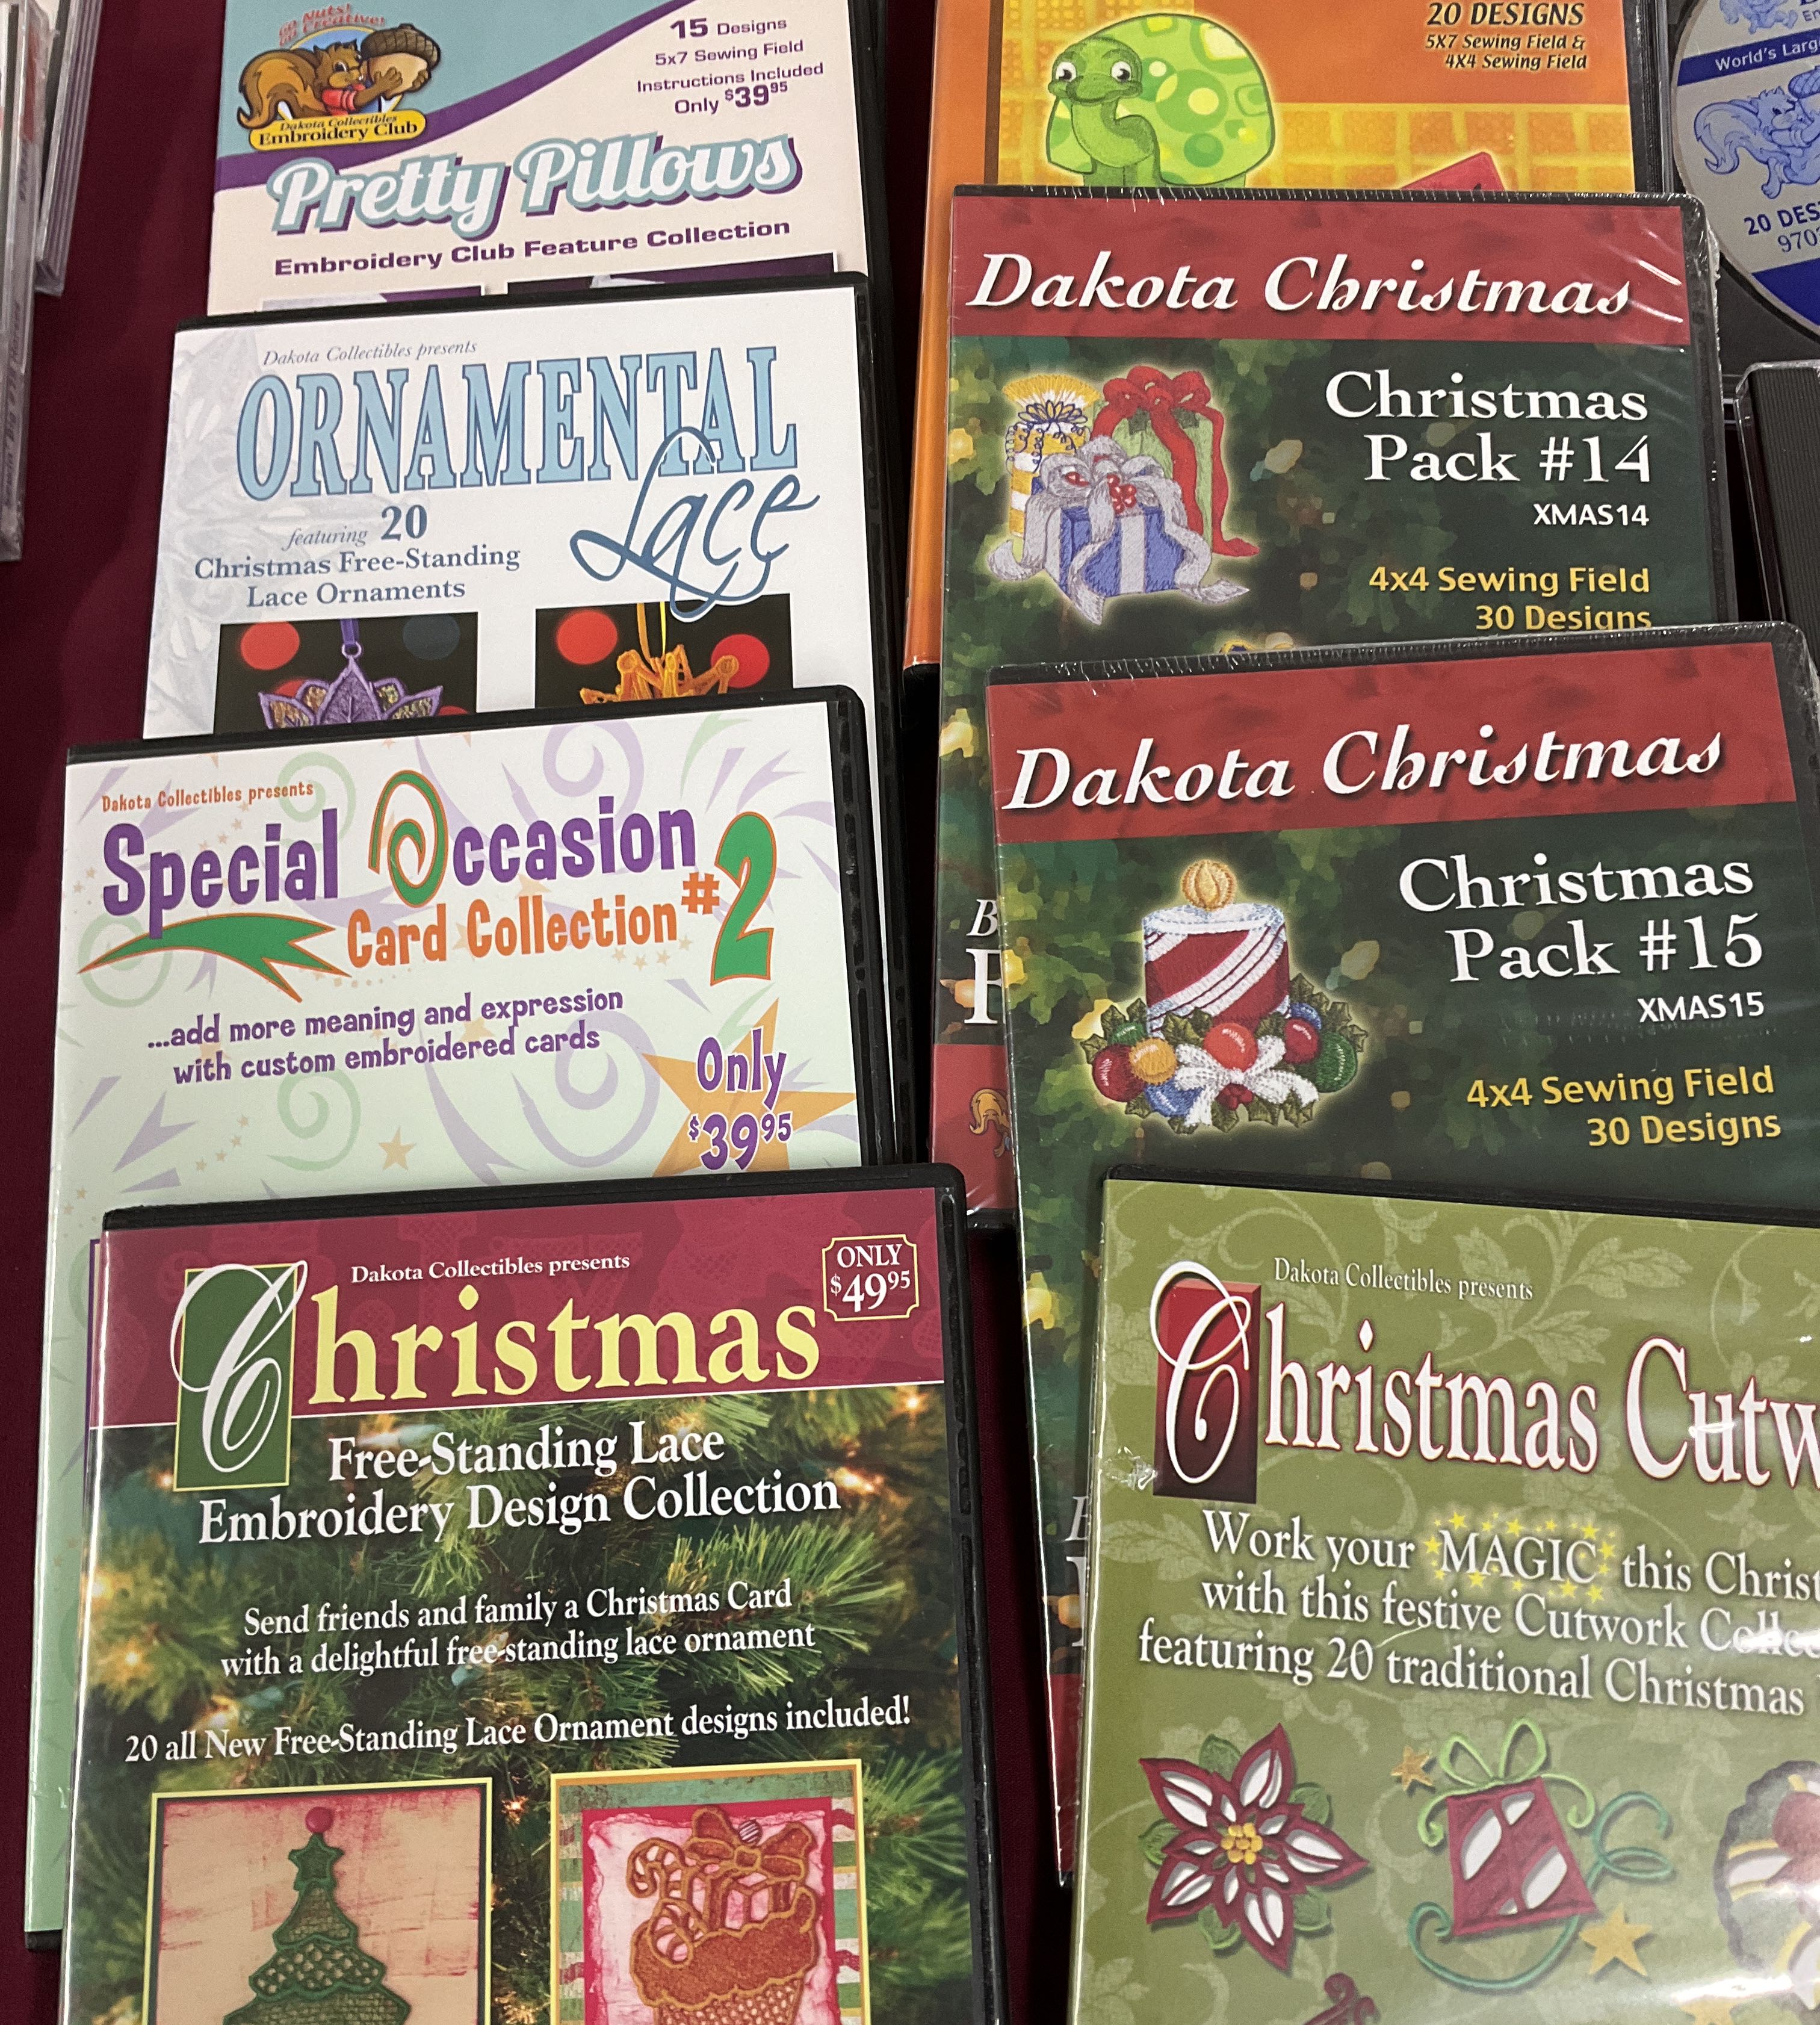 Go Nuts!
Be Creative!
Dakota Collectibles
Embroidery Club
15 Designs
5x7 Sewing Field
Instructions Included
Only $39.95
Pretty Pillows
Embroidery Club Feature Collection
Dakota Collectibles presents
ORNAMENTAL
Lace
featuring 20
Christmas Free-Standing
Lace Ornaments
Dakota Collectibles presents
Special Occasion
Card Collection #2
...add more meaning and expression
with custom embroidered cards
Only
$39.95
Dakota Collectibles presents
ONLY
$49.95
Christmas
Free-Standing Lace
Embroidery Design Collection
Send friends and family a Christmas Card
with a delightful free-standing lace ornament
20 all New Free-Standing Lace Ornament designs included!
20 DESIGNS
5X7 Sewing Field &
4X4 Sewing Field
Dakota Christmas
Christmas
Pack #14
XMAS14
4x4 Sewing Field
30 Designs
Dakota Christmas
Christmas
Pack #15
XMAS15
4x4 Sewing Field
30 Designs
Dakota Collectibles presents
Christmas Cutw
Work your MAGIC this Christ
with this festive Cutwork Colle
featuring 20 traditional Christmas
World's Larg
20 DES
970